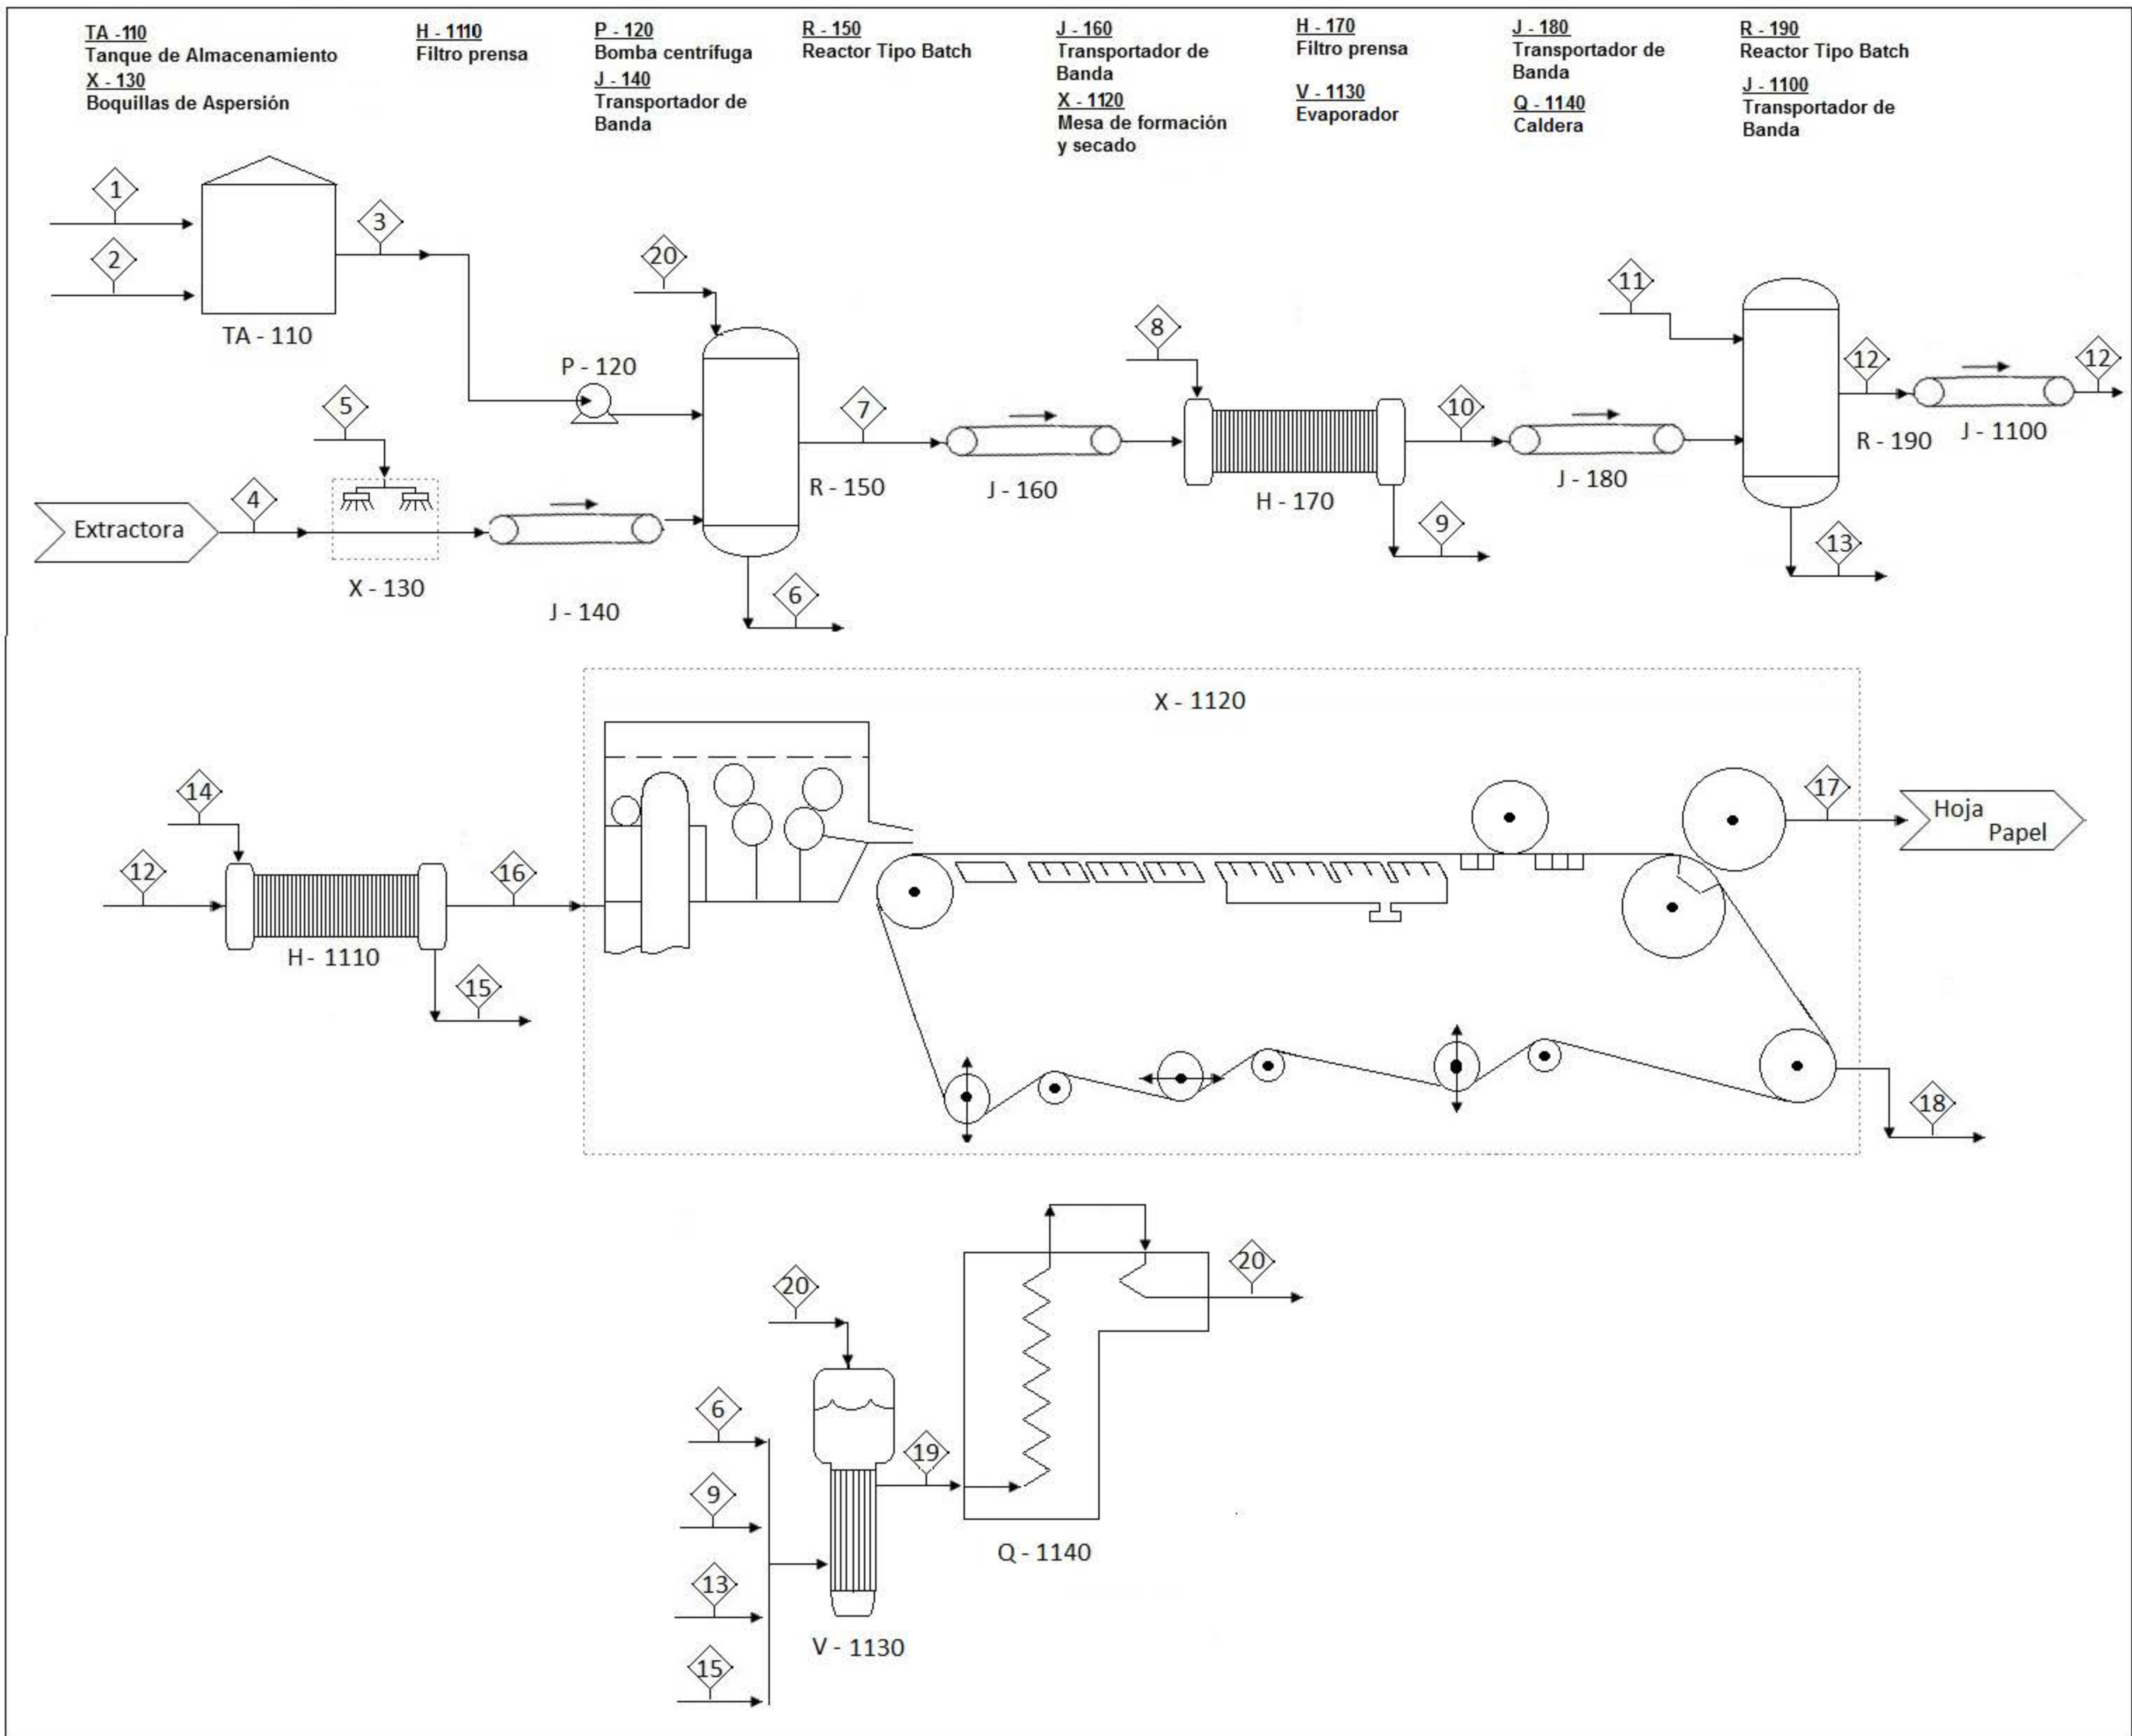 TA -110
Tanque de Almacenamiento
X - 130
Boquillas de Aspersión
H - 1110
Filtro prensa
P - 120
Bomba centrífuga
J - 140
Transportador de
Banda
R - 150
Reactor Tipo Batch
J - 160
Transportador de
Banda
X - 1120
Mesa de formación
y secado
H - 170
Filtro prensa
V - 1130
Evaporador
J - 180
Transportador de
Banda
Q - 1140
Caldera
R - 190
Reactor Tipo Batch
J - 1100
Transportador de
Banda
1
2
3
TA - 110
20
P - 120
5
4
Extractora
X - 130
J - 140
R - 150
6
7
J - 160
8
H - 170
9
10
J - 180
11
12
12
R - 190
J - 1100
13
X - 1120
14
12
16
H - 1110
15
17
Hoja
Papel
18
20
20
6
19
9
13
15
Q - 1140
V - 1130